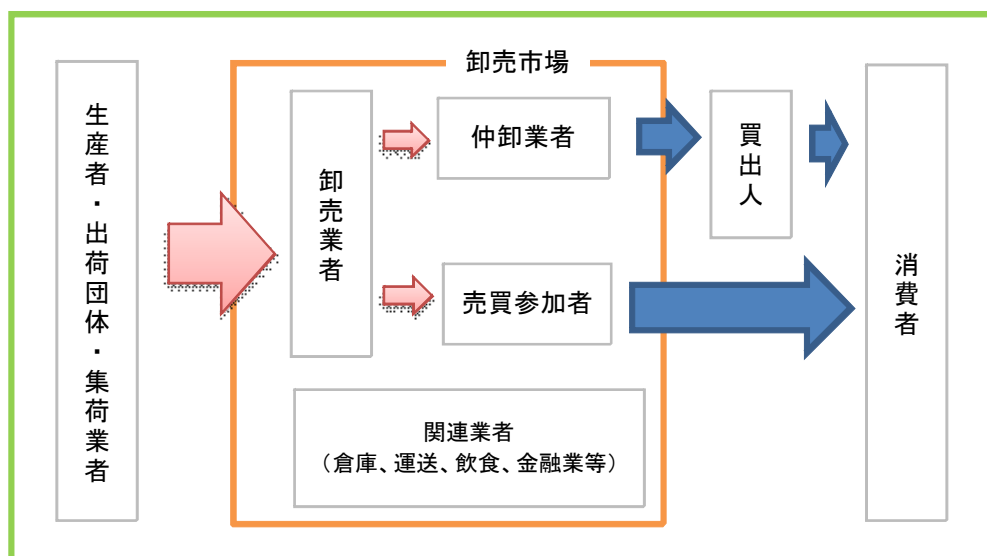 卸売市場
生産者・出荷団体・集荷業者
卸売業者
仲卸業者
買出人
売買参加者
消費者
関連業者
（倉庫、運送、飲食、金融業等）